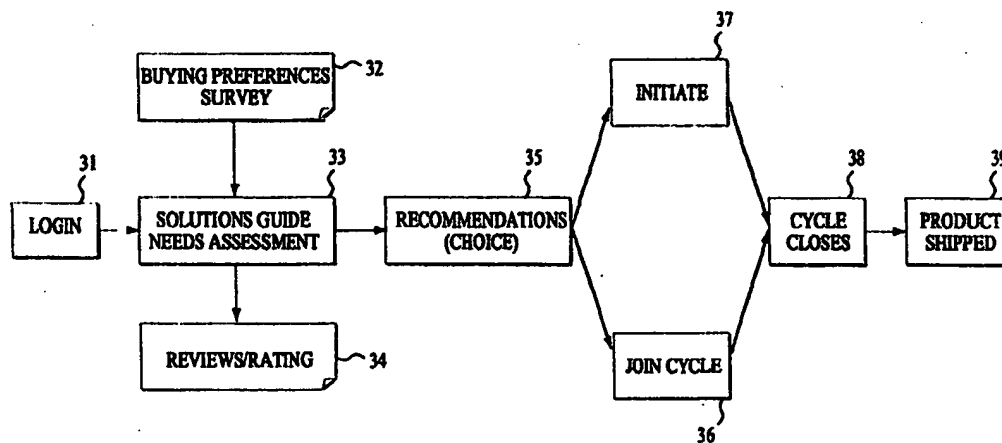 37
32
BUYING PREFERENCES
SURVEY
INITIATE
31
33
35
38
39
LOGIN
SOLUTIONS GUIDE
NEEDS ASSESSMENT
RECOMMENDATIONS
(CHOICE)
CYCLE
CLOSES
PRODUCT
SHIPPED
REVIEWS/RATING
34
JOIN CYCLE
36